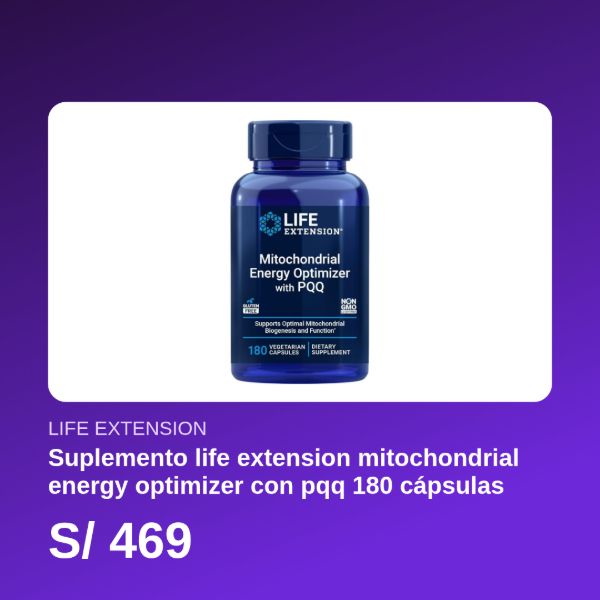 LIFE
EXTENSION®
Mitochondrial
Energy Optimizer
with PQQ
GLUTEN
FREE
NON
GMO
Supports Optimal Mitochondrial
Biogenesis and Function*
180 VEGETARIAN CAPSULES
DIETARY SUPPLEMENT
LIFE EXTENSION
Suplemento life extension mitochondrial
energy optimizer con pqq 180 cápsulas
S/ 469